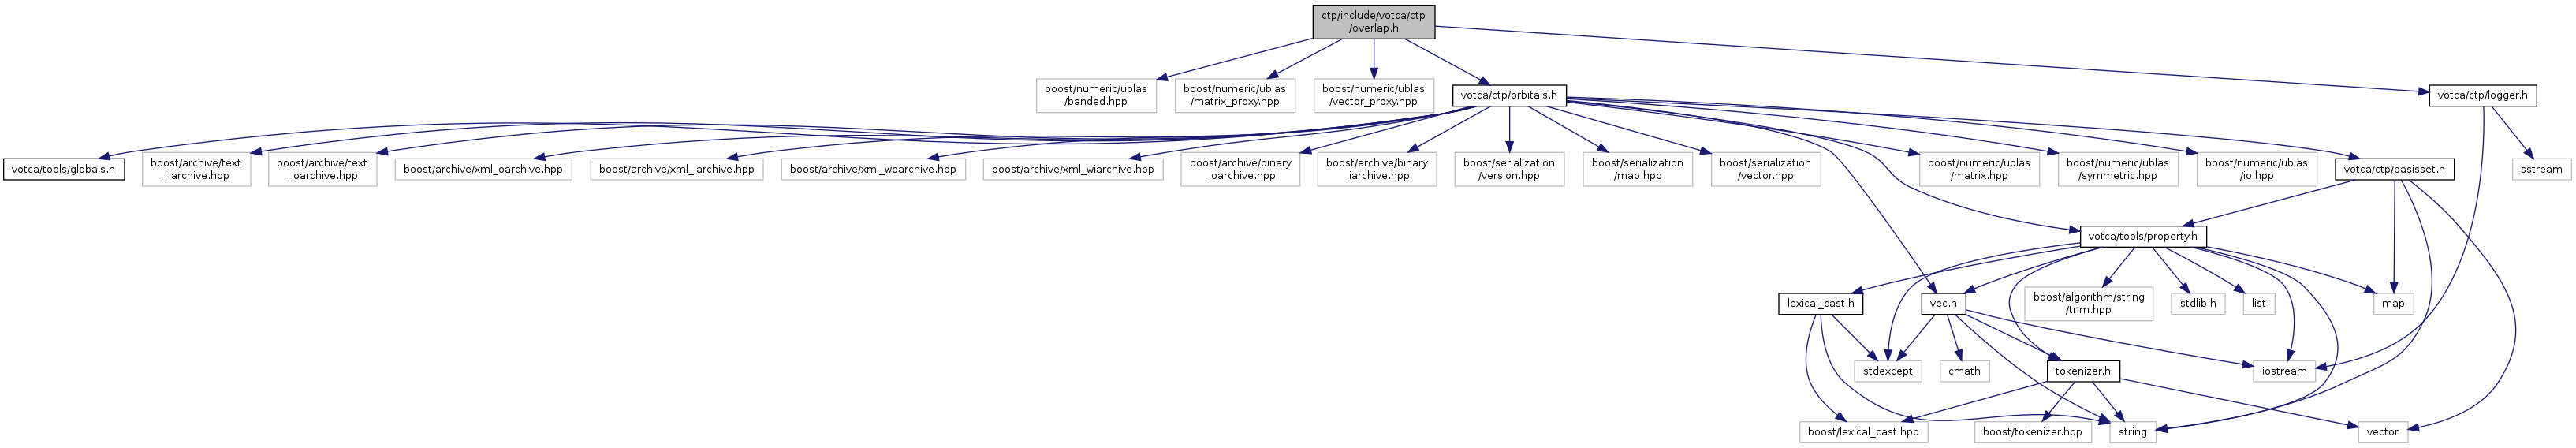 ctp/include/votca/ctp
/overlap.h
boost/numeric/ublas
/banded.hpp
boost/numeric/ublas
/matrix_proxy.hpp
boost/numeric/ublas
/vector_proxy.hpp
votca/ctp/orbitals.h
votca/ctp/logger.h
votca/tools/globals.h
boost/archive/text
_iarchive.hpp
boost/archive/text
_oarchive.hpp
boost/archive/xml_oarchive.hpp
boost/archive/xml_iarchive.hpp
boost/archive/xml_woarchive.hpp
boost/archive/xml_wiarchive.hpp
boost/archive/binary
_oarchive.hpp
boost/archive/binary
_iarchive.hpp
boost/serialization
/version.hpp
boost/serialization
/map.hpp
boost/serialization
/vector.hpp
boost/numeric/ublas
/matrix.hpp
boost/numeric/ublas
/symmetric.hpp
boost/numeric/ublas
/io.hpp
votca/ctp/basisset.h
sstream
votca/tools/property.h
lexical_cast.h
vec.h
boost/algorithm/string
/trim.hpp
stdlib.h
list
map
stdexcept
cmath
tokenizer.h
iostream
boost/lexical_cast.hpp
boost/tokenizer.hpp
string
vector